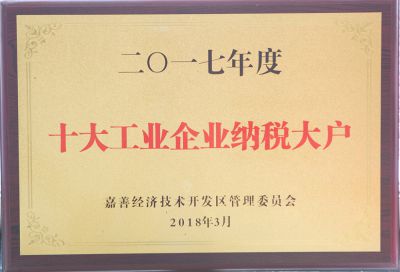 二〇一七年度
十大工业企业纳税大户
嘉善经济技术开发区管理委员会
2018年3月